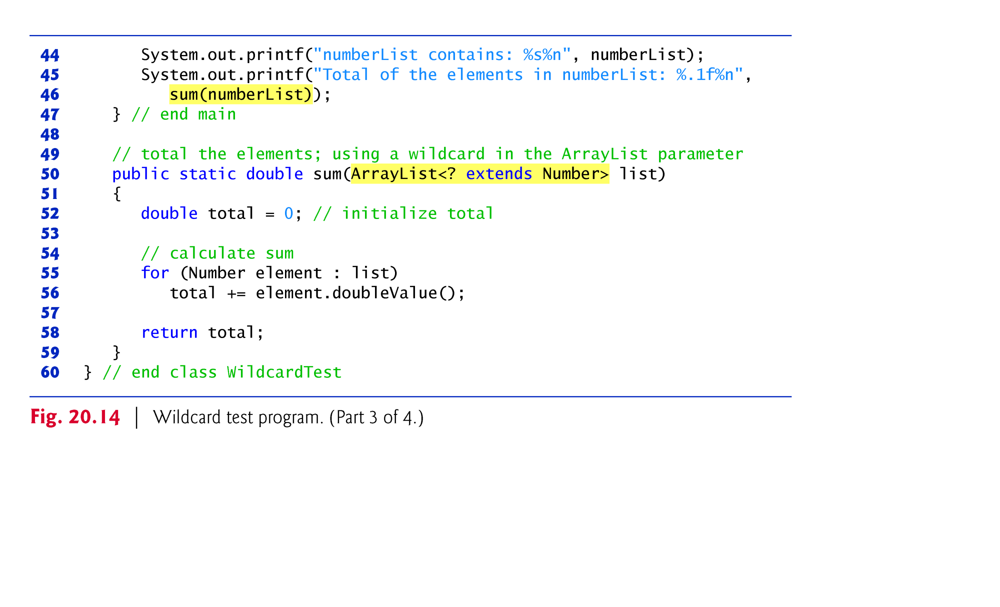 44 System.out.printf("numberList contains: %s%n", numberList);
45 System.out.printf("Total of the elements in numberList: %.1f%n",
46 sum(numberList));
47 } // end main
48
49 // total the elements; using a wildcard in the ArrayList parameter
50 public static double sum(ArrayList<? extends Number> list)
51 {
52 double total = 0; // initialize total
53
54 // calculate sum
55 for (Number element : list)
56 total += element.doubleValue();
57
58 return total;
59 }
60 } // end class WildcardTest
Fig. 20.14 | Wildcard test program. (Part 3 of 4.)